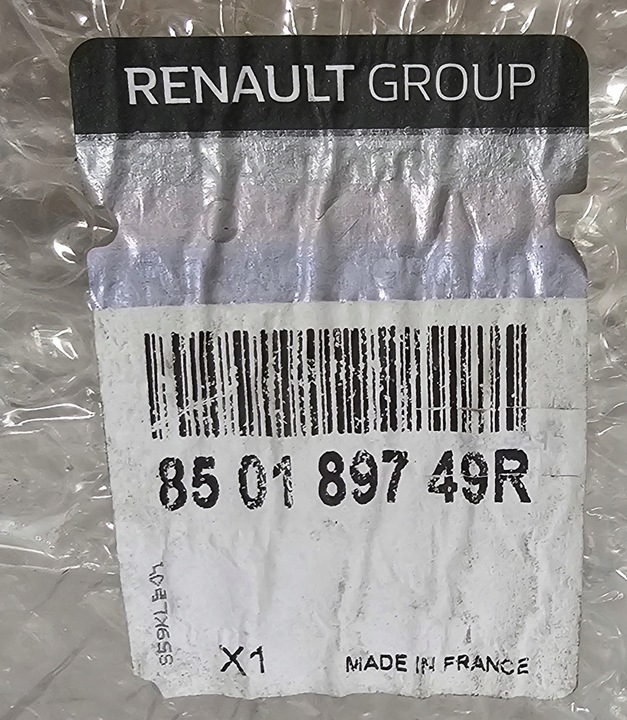 RENAULT GROUP
85 01 897 49R
X1
MADE IN FRANCE